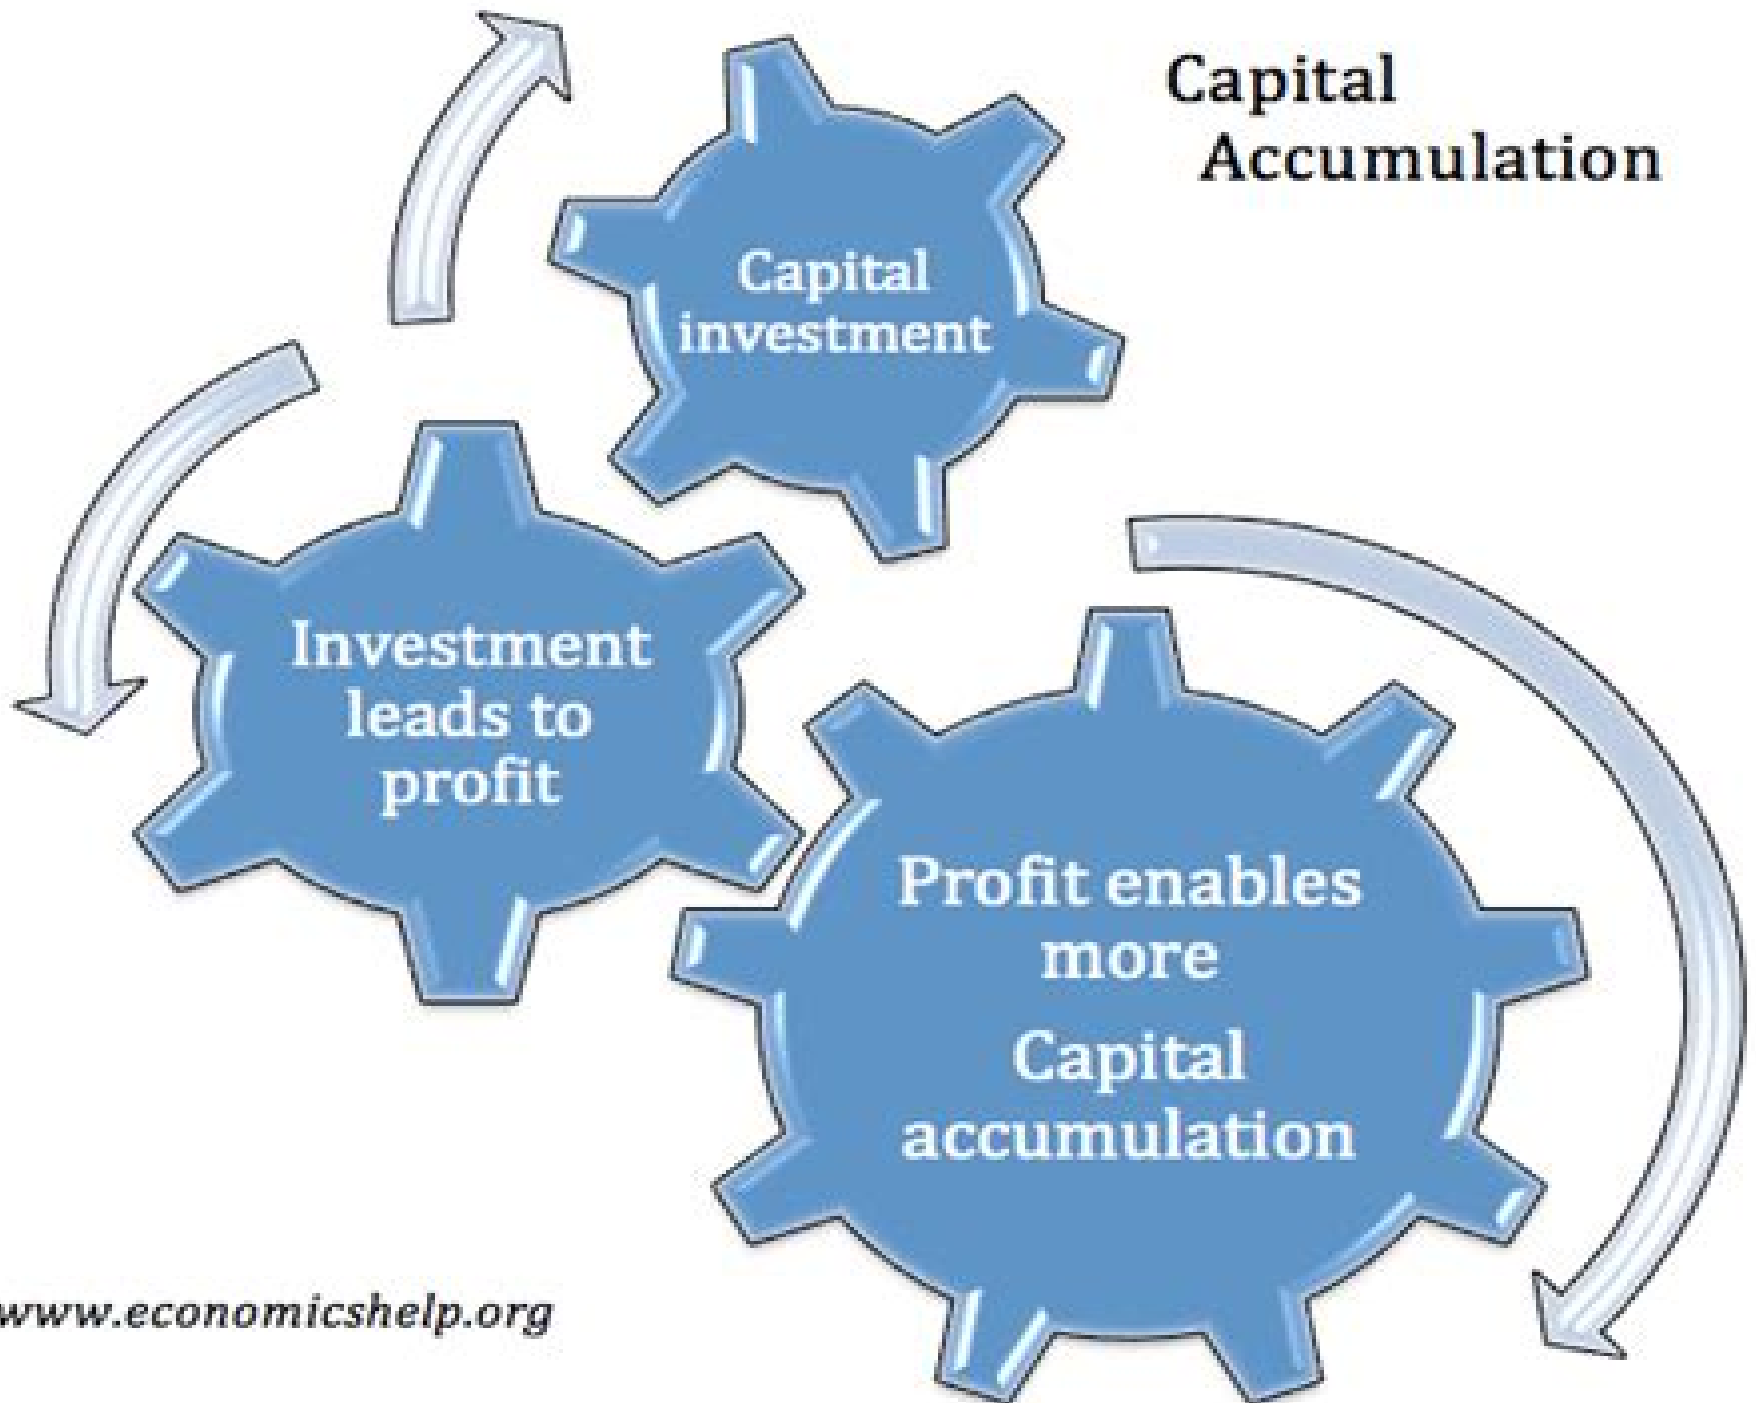 Capital
Accumulation
Capital
investment
Investment
leads to
profit
Profit enables
more
Capital
accumulation
www.economicshelp.org